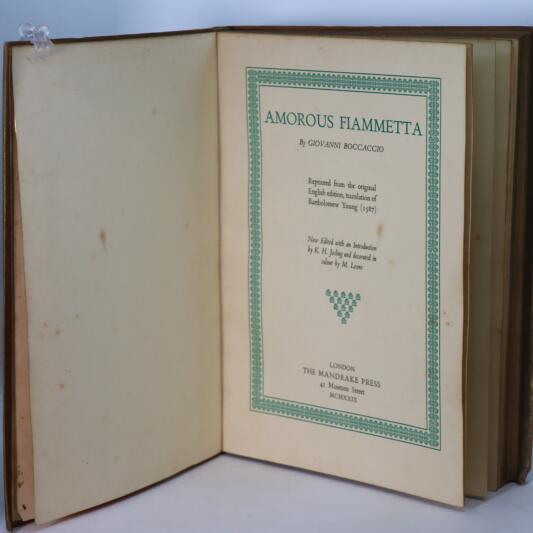 AMOROUS FIAMMETTA
By GIOVANNI BOCCACCIO
Reprinted from the original
English edition, translation of
Bartholomew Young (1587)
Now Edited with an Introduction
by K. H. Josling and decorated in
colour by M. Leone
LONDON
THE MANDRAKE PRESS
41 Museum Street
MCMXXIX